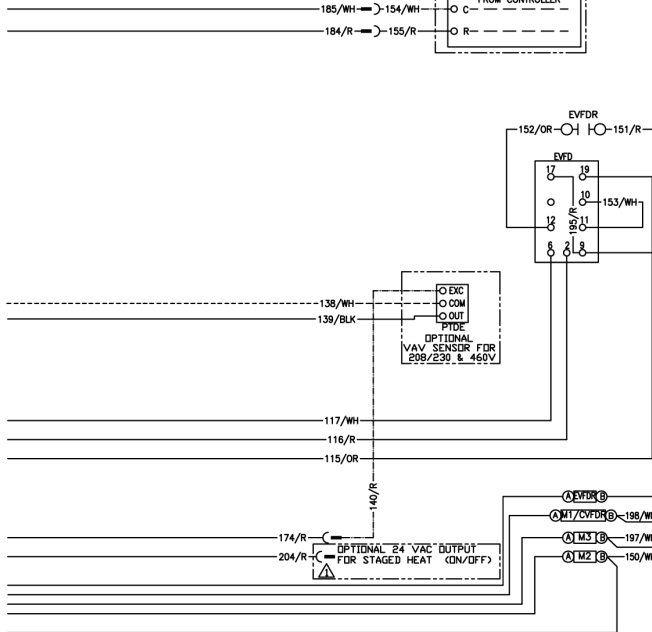 FROM CONTROLLER
185/WH 154/WH C
184/R 155/R R
EVFDR
152/OR 151/R
EVFD
17 19
10 153/WH
195/R
12 11
6 2 9
EXC
138/WH COM
139/BLK OUT
PTDE
OPTIONAL
VAV SENSOR FOR
208/230 & 460V
117/WH
116/R
115/OR
140/R
A EVFDR B
A M1/CVFDR B 198/W
174/R
A M3 B 197/W
204/R OPTIONAL 24 VAC OUTPUT
FOR STAGED HEAT (ON/OFF)
A M2 B 150/W
1